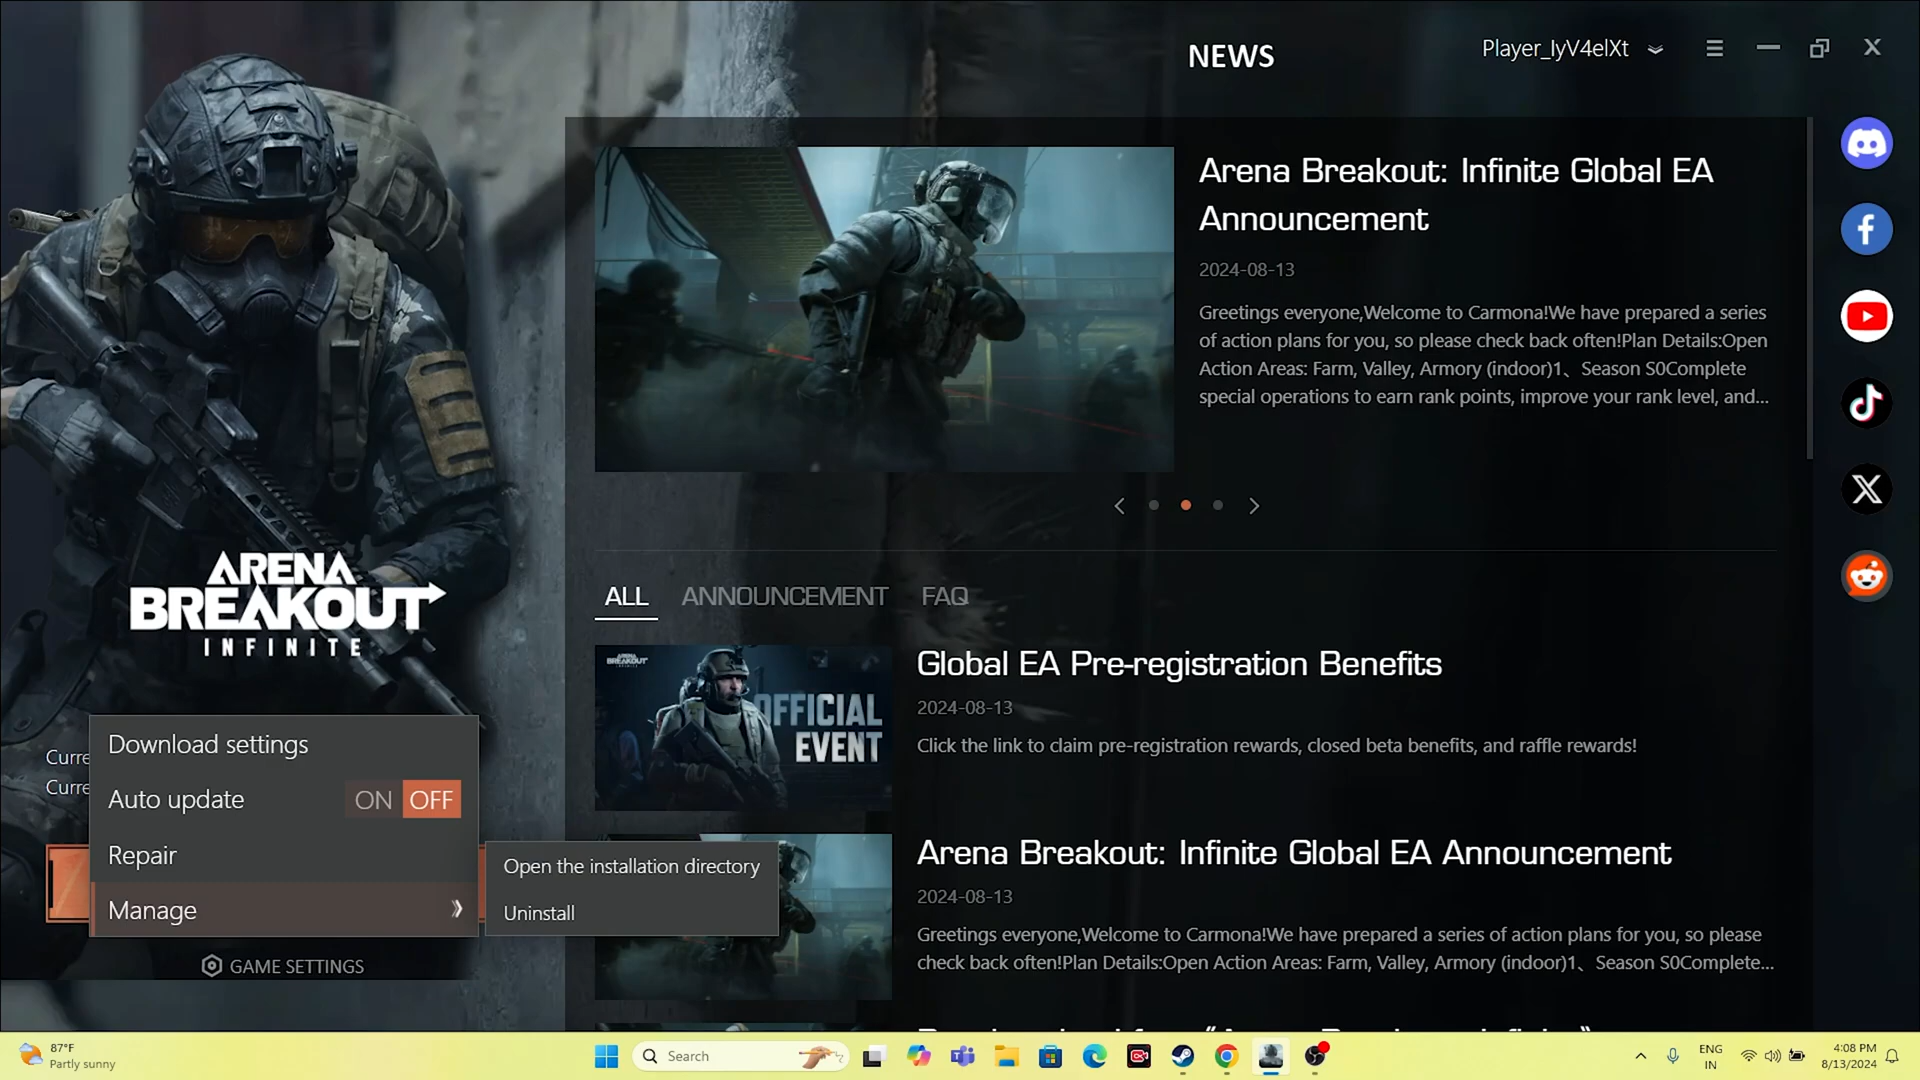 NEWS
Player_IyV4elXt
Arena Breakout: Infinite Global EA
Announcement
2024-08-13
Greetings everyone,Welcome to Carmona!We have prepared a series
of action plans for you, so please check back often!Plan Details:Open
Action Areas: Farm, Valley, Armory (indoor)1、Season S0Complete
special operations to earn rank points, improve your rank level, and...
ARENA
BREAKOUT
INFINITE
ALL ANNOUNCEMENT FAQ
ARENA
BREAKOUT
INFINITE
OFFICIAL
EVENT
Global EA Pre-registration Benefits
2024-08-13
Click the link to claim pre-registration rewards, closed beta benefits, and raffle rewards!
Curre
Curre
Download settings
Auto update ON OFF
Repair
Manage
Open the installation directory
Uninstall
GAME SETTINGS
Arena Breakout: Infinite Global EA Announcement
2024-08-13
Greetings everyone,Welcome to Carmona!We have prepared a series of action plans for you, so please
check back often!Plan Details:Open Action Areas: Farm, Valley, Armory (indoor)1、Season S0Complete...
87°F
Partly sunny
Search
ENG
IN
4:08 PM
8/13/2024